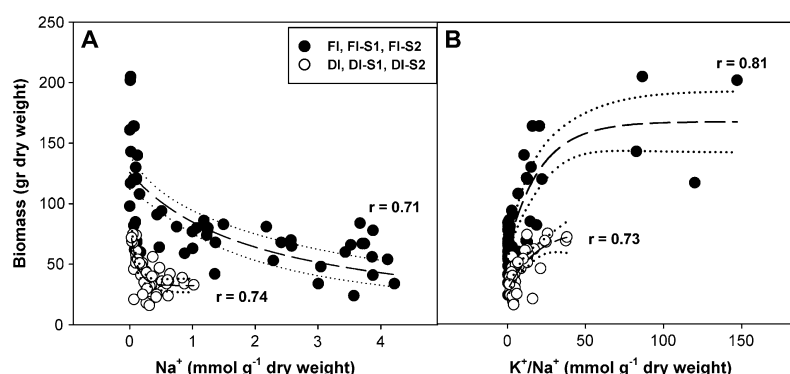 A
B
FI, FI-S1, FI-S2
DI, DI-S1, DI-S2
r = 0.81
r = 0.71
r = 0.73
r = 0.74
Biomass (gr dry weight)
250
200
150
100
50
0
0 1 2 3 4
0 50 100 150
Na⁺ (mmol g⁻¹ dry weight)
K⁺/Na⁺ (mmol g⁻¹ dry weight)